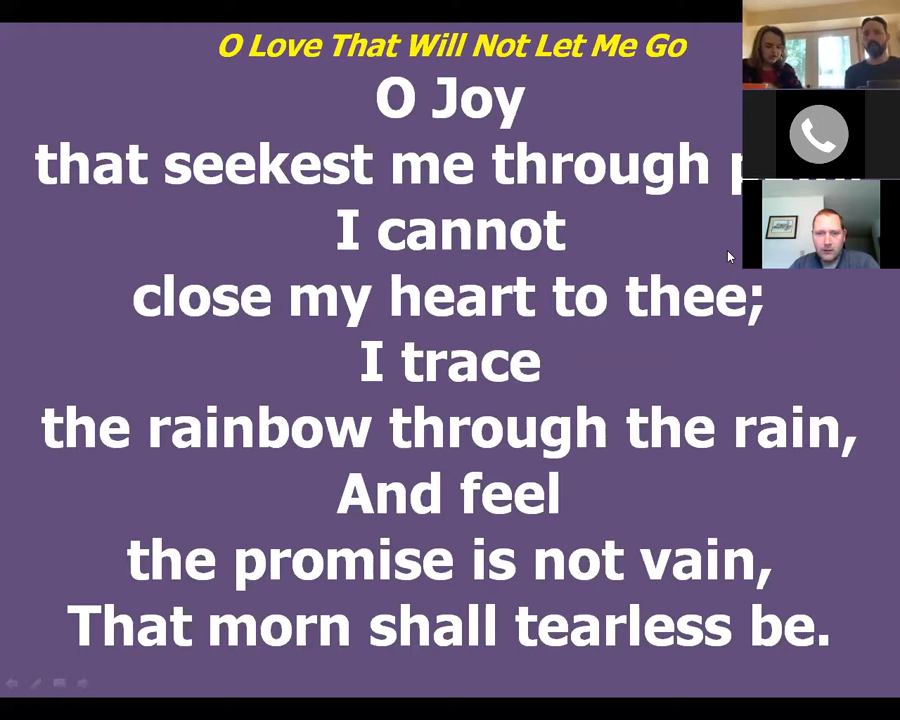 O Love That Will Not Let Me Go
O Joy
that seekest me through
I cannot
close my heart to thee;
I trace
the rainbow through the rain,
And feel
the promise is not vain,
That morn shall tearless be.